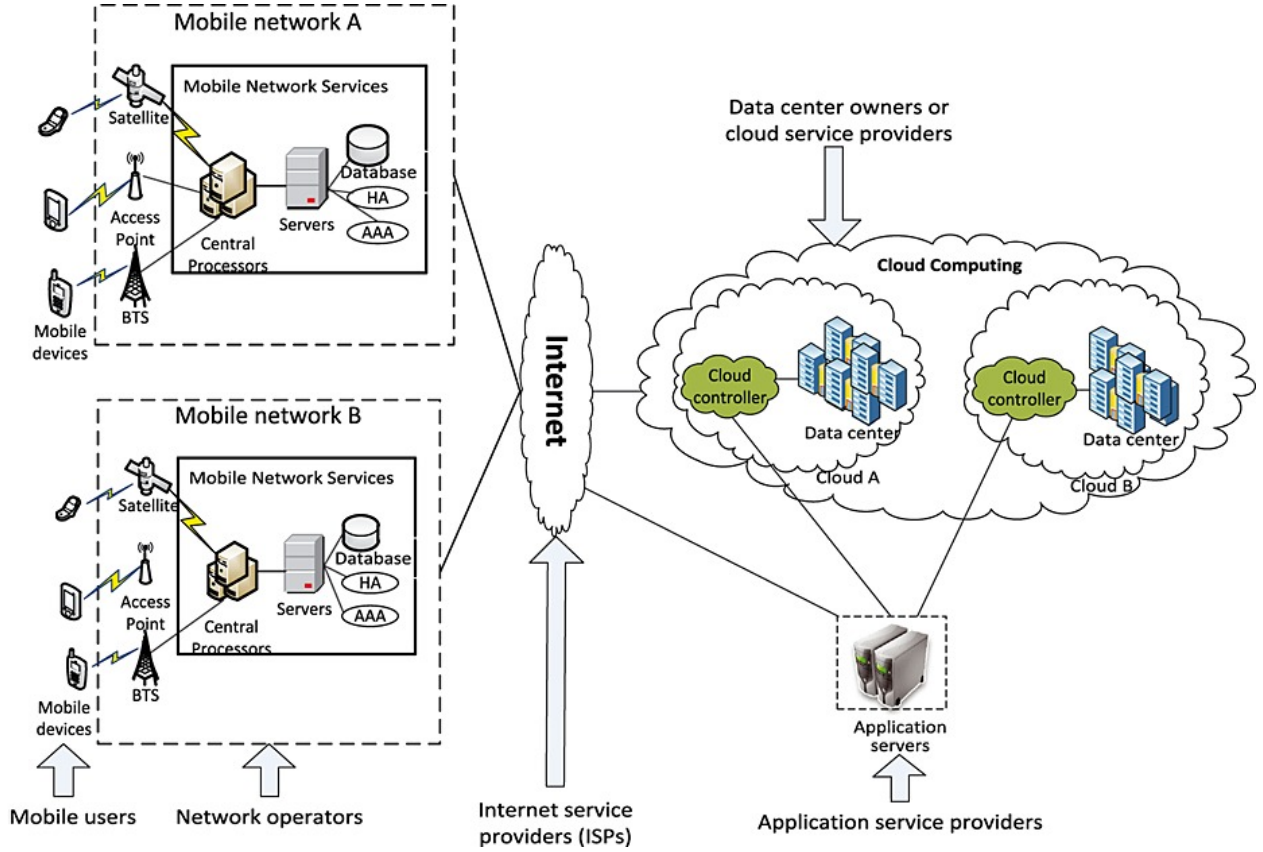 Mobile network A
Mobile Network Services
Satellite
Database
HA
AAA
Servers
Access
Point
Central
Processors
BTS
Mobile
devices
Mobile network B
Mobile Network Services
Satellite
Database
HA
AAA
Servers
Access
Point
Central
Processors
BTS
Mobile
devices
Mobile users
Network operators
Internet
Internet service
providers (ISPs)
Data center owners or
cloud service providers
Cloud Computing
Cloud
controller
Data center
Cloud A
Cloud
controller
Data center
Cloud B
Application
servers
Application service providers